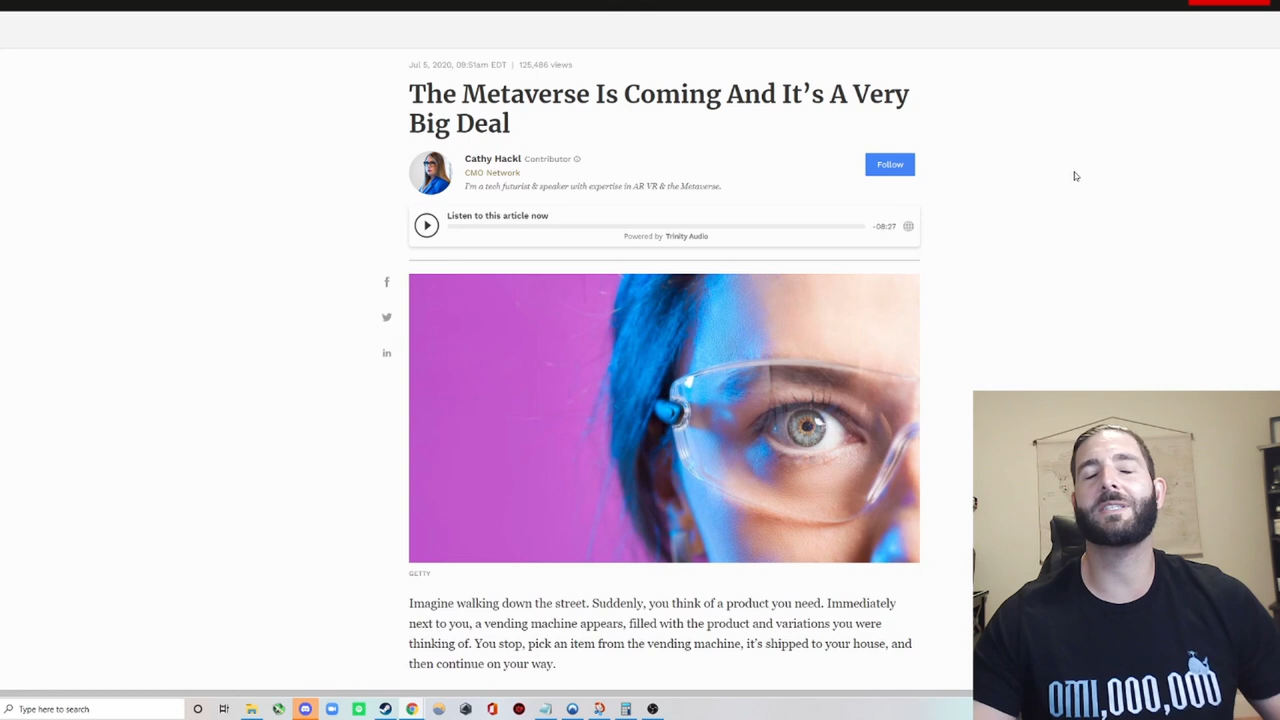 Jul 5, 2020, 09:51am EDT | 125,486 views
The Metaverse Is Coming And It's A Very
Big Deal
Cathy Hackl Contributor
CMO Network
I'm a tech futurist & speaker with expertise in AR VR & the Metaverse.
Follow
Listen to this article now
-08:27
Powered by Trinity Audio
f
in
GETTY
Imagine walking down the street. Suddenly, you think of a product you need. Immediately
next to you, a vending machine appears, filled with the product and variations you were
thinking of. You stop, pick an item from the vending machine, it's shipped to your house, and
then continue on your way.
OM1,000,000
Type here to search